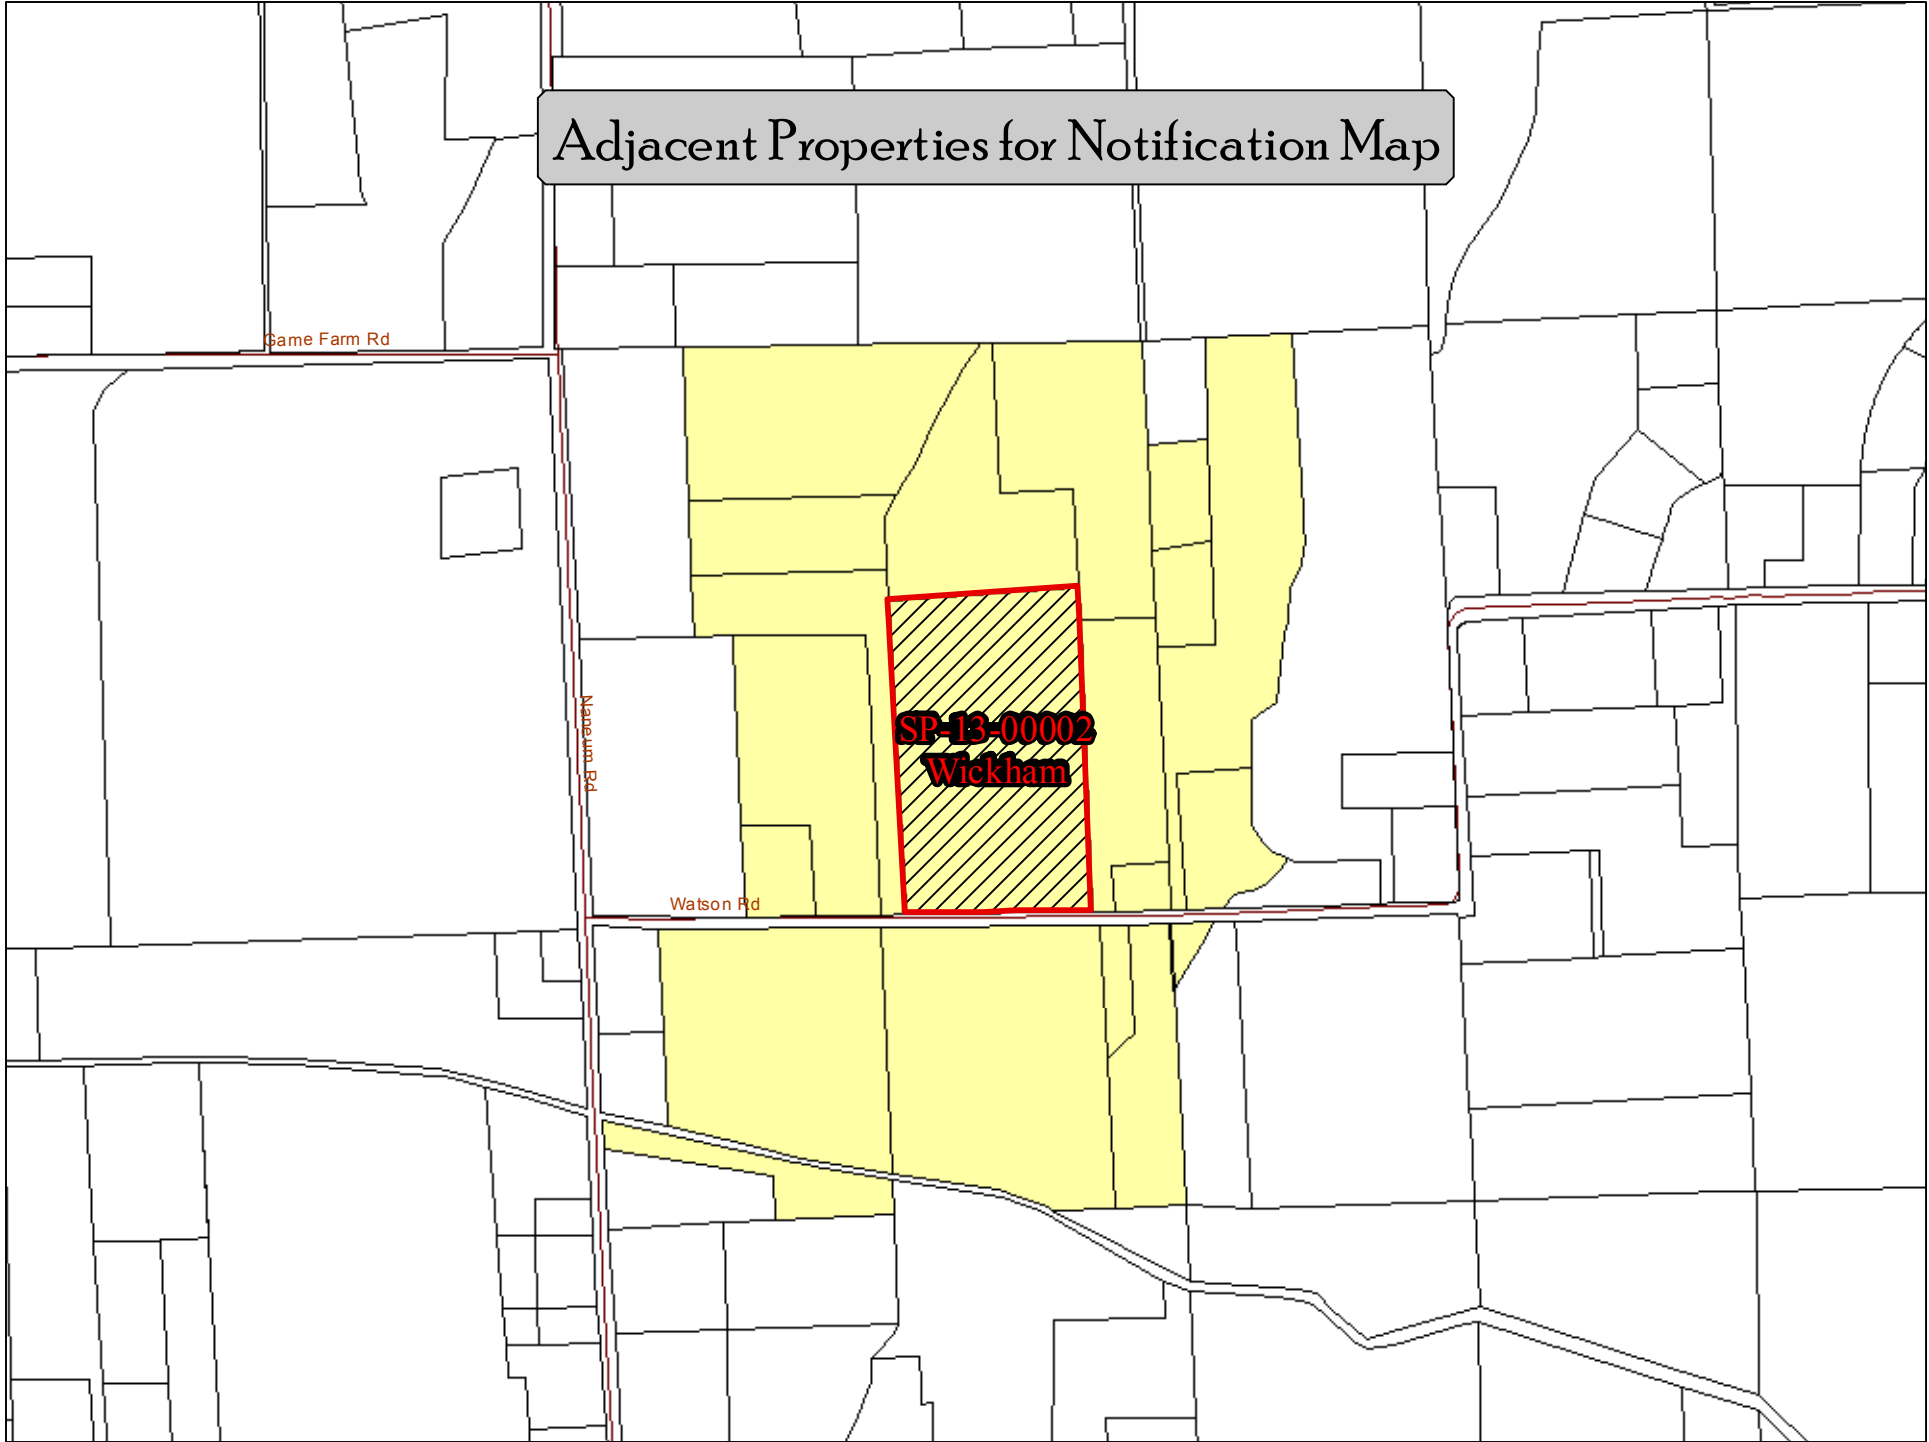 Adjacent Properties for Notification Map
Game Farm Rd
Naneum Rd
SP-13-00002
Wickham
Watson Rd